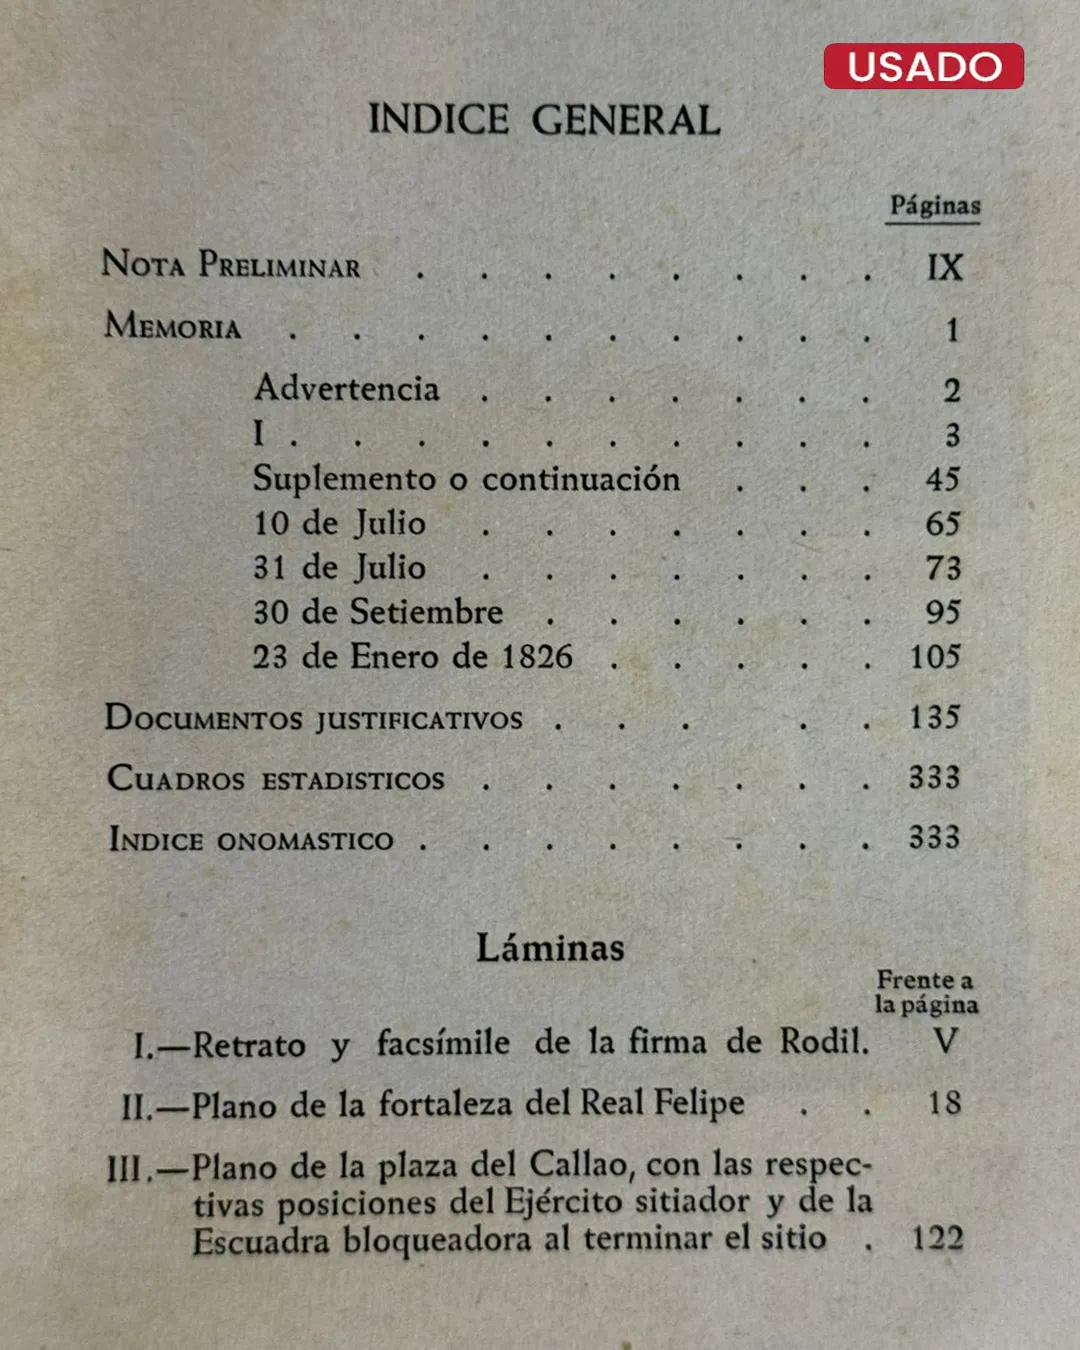 USADO
INDICE GENERAL
Páginas
NOTA PRELIMINAR . . . . . . . . IX
MEMORIA . . . . . . . . . . 1
Advertencia . . . . . . . 2
I . . . . . . . . . . 3
Suplemento o continuación . . . 45
10 de Julio . . . . . . . 65
31 de Julio . . . . . . . 73
30 de Setiembre . . . . . . 95
23 de Enero de 1826 . . . . . 105
DOCUMENTOS JUSTIFICATIVOS . . . . . 135
CUADROS ESTADISTICOS . . . . . . . 333
INDICE ONOMASTICO . . . . . . . . 333
Láminas
Frente a
la página
I.—Retrato y facsímile de la firma de Rodil. V
II.—Plano de la fortaleza del Real Felipe . . 18
III.—Plano de la plaza del Callao, con las respec-
tivas posiciones del Ejército sitiador y de la
Escuadra bloqueadora al terminar el sitio . 122